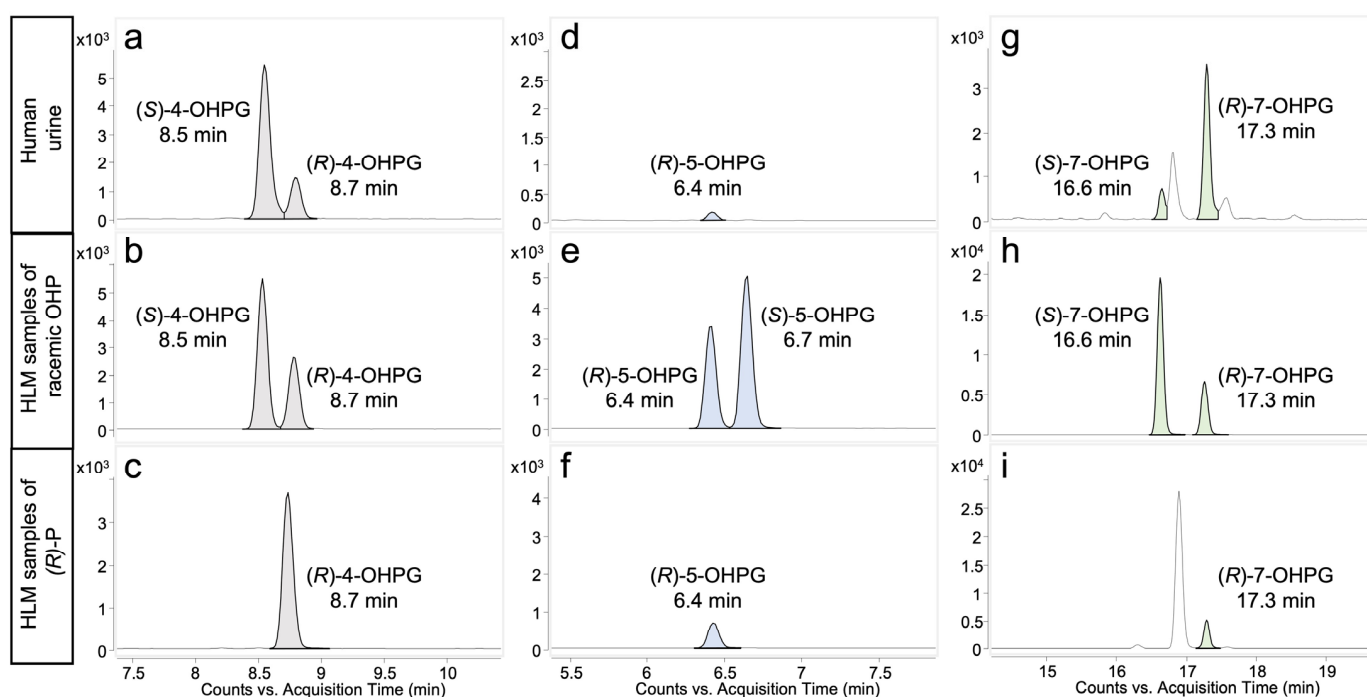 Human
urine
a
x10³
5
4
3
2
1
0
(S)-4-OHPG
8.5 min
(R)-4-OHPG
8.7 min
d
x10³
2.5
2
1.5
1
0.5
0
(R)-5-OHPG
6.4 min
g
x10³
3
2
1
0
(S)-7-OHPG
16.6 min
(R)-7-OHPG
17.3 min
HLM samples of
racemic OHP
b
x10³
5
4
3
2
1
0
(S)-4-OHPG
8.5 min
(R)-4-OHPG
8.7 min
e
x10³
5
4
3
2
1
0
(R)-5-OHPG
6.4 min
(S)-5-OHPG
6.7 min
h
x10⁴
2
1.5
1
0.5
0
(S)-7-OHPG
16.6 min
(R)-7-OHPG
17.3 min
HLM samples of
(R)-P
c
x10³
3
2
1
0
(R)-4-OHPG
8.7 min
7.5 8 8.5 9 9.5 10
Counts vs. Acquisition Time (min)
f
x10³
4
3
2
1
0
(R)-5-OHPG
6.4 min
5.5 6 6.5 7 7.5
Counts vs. Acquisition Time (min)
i
x10⁴
2.5
2
1.5
1
0.5
0
(R)-7-OHPG
17.3 min
15 16 17 18 19
Counts vs. Acquisition Time (min)